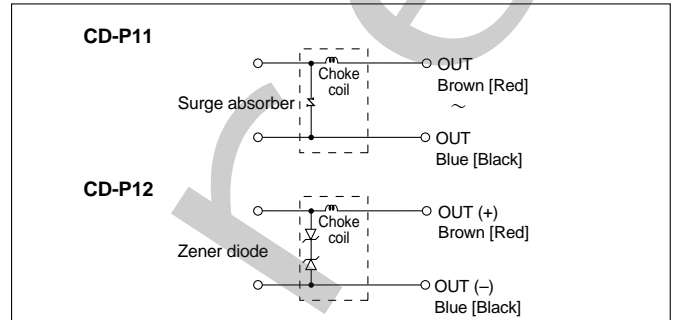 CD-P11
OUT
Choke
coil
Brown [Red]
Surge absorber
~
OUT
Blue [Black]
CD-P12
OUT (+)
Choke
coil
Brown [Red]
Zener diode
OUT (–)
Blue [Black]